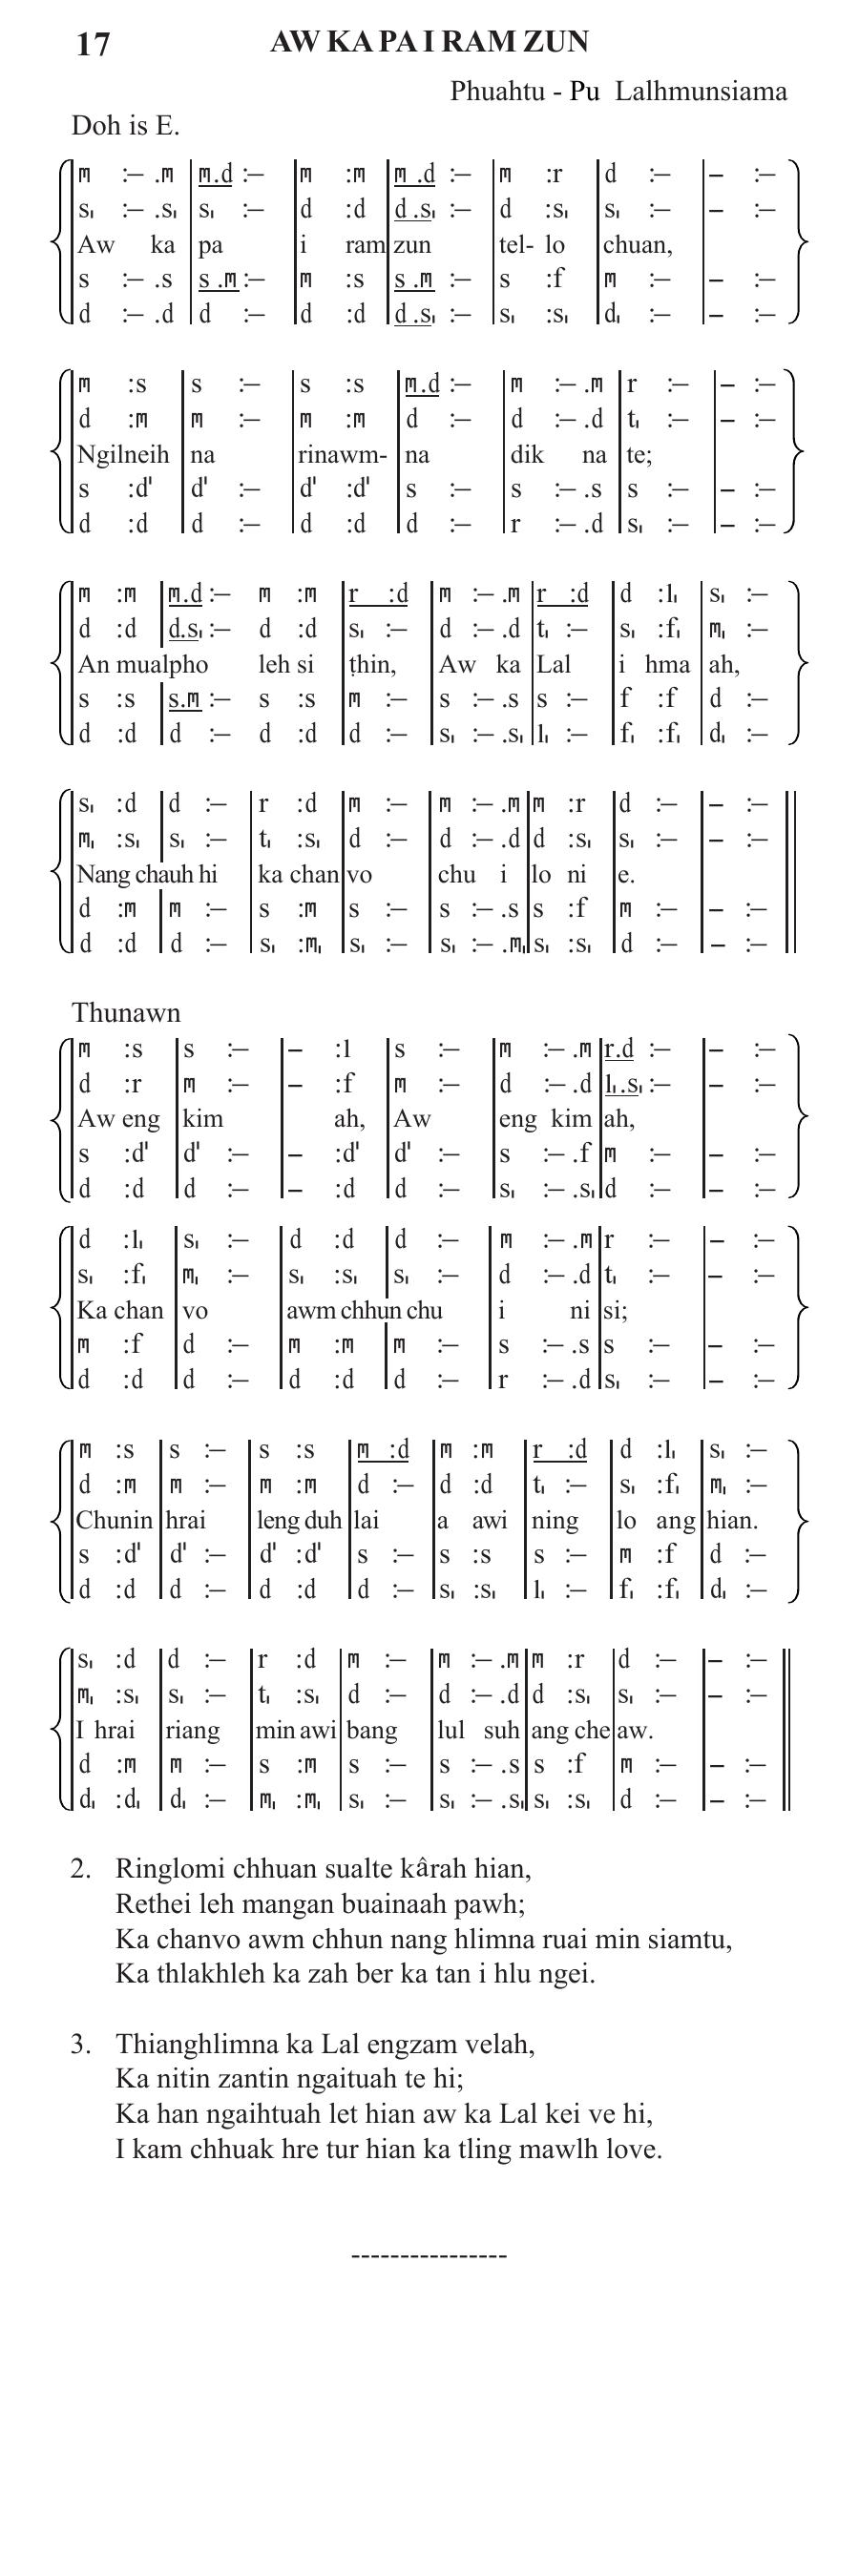 17 AW KA PA I RAM ZUN
Phuahtu - Pu Lalhmunsiama
Doh is E.
m :– .m | m.d :– | m :m | m .d :– | m :r | d :– | – :–
s, :– .s, | s, :– | d :d | d .s, :– | d :s, | s, :– | – :–
Aw ka pa i ram zun tel- lo chuan,
s :– .s | s .m :– | m :s | s .m :– | s :f | m :– | – :–
d :– .d | d :– | d :d | d .s, :– | s, :s, | d, :– | – :–
m :s | s :– | s :s | m.d :– | m :– .m | r :– | – :–
d :m | m :– | m :m | d :– | d :– .d | t, :– | – :–
Ngilneih na rinawm- na dik na te;
s :d' | d' :– | d' :d' | s :– | s :– .s | s :– | – :–
d :d | d :– | d :d | d :– | r :– .d | s, :– | – :–
m :m | m.d :– m :m | r :d | m :– .m | r :d | d :l, | s, :–
d :d | d.s, :– d :d | s, :– | d :– .d | t, :– | s, :f, | m, :–
An mualpho leh si ṭhin, Aw ka Lal i hma ah,
s :s | s.m :– s :s | m :– | s :– .s | s :– | f :f | d :–
d :d | d :– d :d | d :– | s, :– .s, | l, :– | f, :f, | d, :–
s, :d | d :– | r :d | m :– | m :– .m | m :r | d :– | – :–
m, :s, | s, :– | t, :s, | d :– | d :– .d | d :s, | s, :– | – :–
Nang chauh hi ka chan vo chu i lo ni e.
d :m | m :– | s :m | s :– | s :– .s | s :f | m :– | – :–
d :d | d :– | s, :m, | s, :– | s, :– .m, | s, :s, | d :– | – :–
Thunawn
m :s | s :– | – :l | s :– | m :– .m | r.d :– | – :–
d :r | m :– | – :f | m :– | d :– .d | l, .s, :– | – :–
Aw eng kim ah, Aw eng kim ah,
s :d' | d' :– | – :d' | d' :– | s :– .f | m :– | – :–
d :d | d :– | – :d | d :– | s, :– .s, | d :– | – :–
d :l, | s, :– | d :d | d :– | m :– .m | r :– | – :–
s, :f, | m, :– | s, :s, | s, :– | d :– .d | t, :– | – :–
Ka chan vo awm chhun chu i ni si;
m :f | d :– | m :m | m :– | s :– .s | s :– | – :–
d :d | d :– | d :d | d :– | r :– .d | s, :– | – :–
m :s | s :– | s :s | m :d | m :m | r :d | d :l, | s, :–
d :m | m :– | m :m | d :– | d :d | t, :– | s, :f, | m, :–
Chunin hrai leng duh lai a awi ning lo ang hian.
s :d' | d' :– | d' :d' | s :– | s :s | s :– | m :f | d :–
d :d | d :– | d :d | d :– | s, :s, | l, :– | f, :f, | d, :–
s, :d | d :– | r :d | m :– | m :– .m | m :r | d :– | – :–
m, :s, | s, :– | t, :s, | d :– | d :– .d | d :s, | s, :– | – :–
I hrai riang min awi bang lul suh ang che aw.
d :m | m :– | s :m | s :– | s :– .s | s :f | m :– | – :–
d, :d, | d, :– | m, :m, | s, :– | s, :– .s, | s, :s, | d :– | – :–
2. Ringlomi chhuan sualte kârah hian,
Rethei leh mangan buainaah pawh;
Ka chanvo awm chhun nang hlimna ruai min siamtu,
Ka thlakhleh ka zah ber ka tan i hlu ngei.
3. Thianghlimna ka Lal engzam velah,
Ka nitin zantin ngaituah te hi;
Ka han ngaihtuah let hian aw ka Lal kei ve hi,
I kam chhuak hre tur hian ka tling mawlh love.
----------------